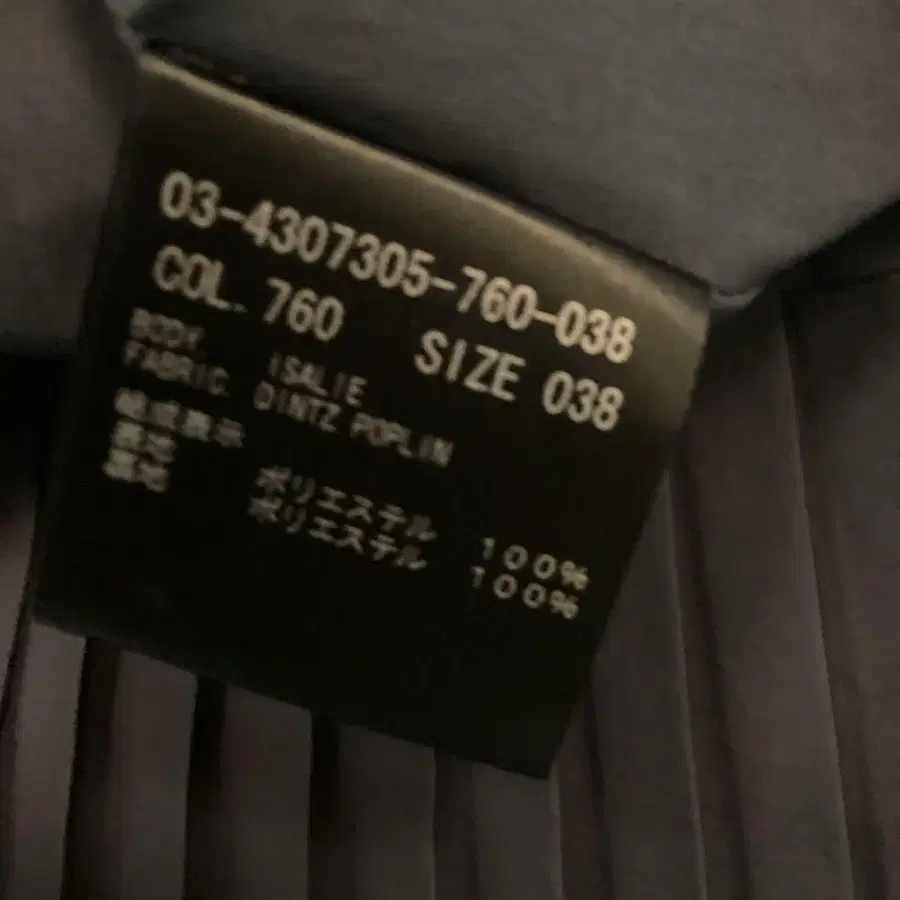 03-4307305-760-038
COL. 760 SIZE 038
BODY ISALIE
FABRIC DINTZ POPLIN
組成表示
表地 ポリエステル 100%
裏地 ポリエステル 100%